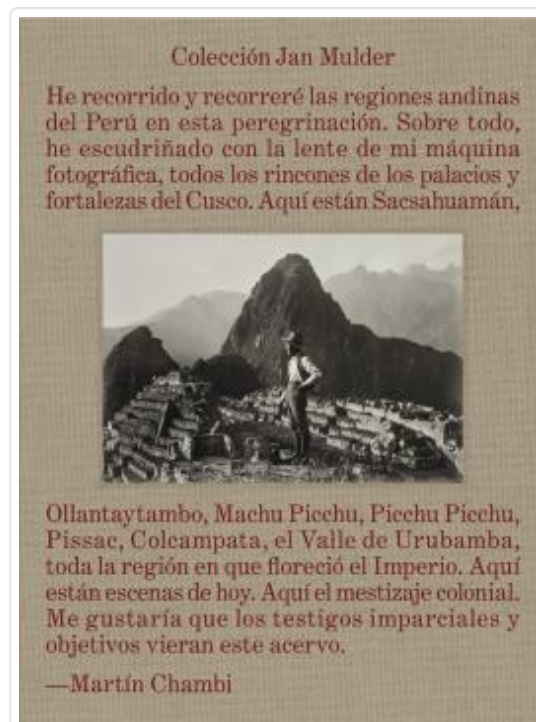 Colección Jan Mulder
He recorrido y recorreré las regiones andinas
del Perú en esta peregrinación. Sobre todo,
he escudriñado con la lente de mi máquina
fotográfica, todos los rincones de los palacios y
fortalezas del Cusco. Aquí están Sacsahuamán,
Ollantaytambo, Machu Picchu, Picchu Picchu,
Pissac, Colcampata, el Valle de Urubamba,
toda la región en que floreció el Imperio. Aquí
están escenas de hoy. Aquí el mestizaje colonial.
Me gustaría que los testigos imparciales y
objetivos vieran este acervo.
—Martín Chambi